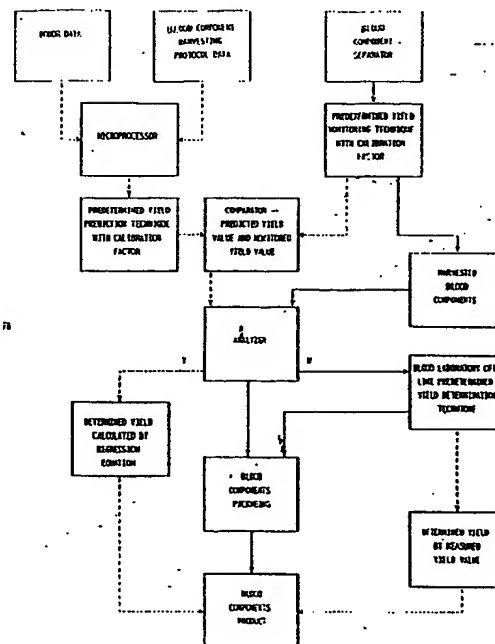 DONOR DATA
BLOOD COMPONENT
HARVESTING
PROTOCOL DATA
BLOOD
COMPONENT
SEPARATOR
MICROPROCESSOR
PREDETERMINED YIELD
MONITORING TECHNIQUE
WITH CALIBRATION
FACTOR
PREDETERMINED YIELD
PREDICTION TECHNIQUE
WITH CALIBRATION
FACTOR
COMPARATOR —
PREDICTED YIELD
VALUE AND MONITORED
YIELD VALUE
HARVESTED
BLOOD
COMPONENTS
ANALYZER
Y
N
BLOOD LABORATORY OFF
LINE PREDETERMINED
YIELD DETERMINATION
TECHNIQUE
DETERMINED YIELD
CALCULATED BY
REGRESSION
EQUATION
BLOOD
COMPONENTS
DETERMINED YIELD
BY MEASURED
YIELD VALUE
BLOOD
COMPONENTS
PRODUCT